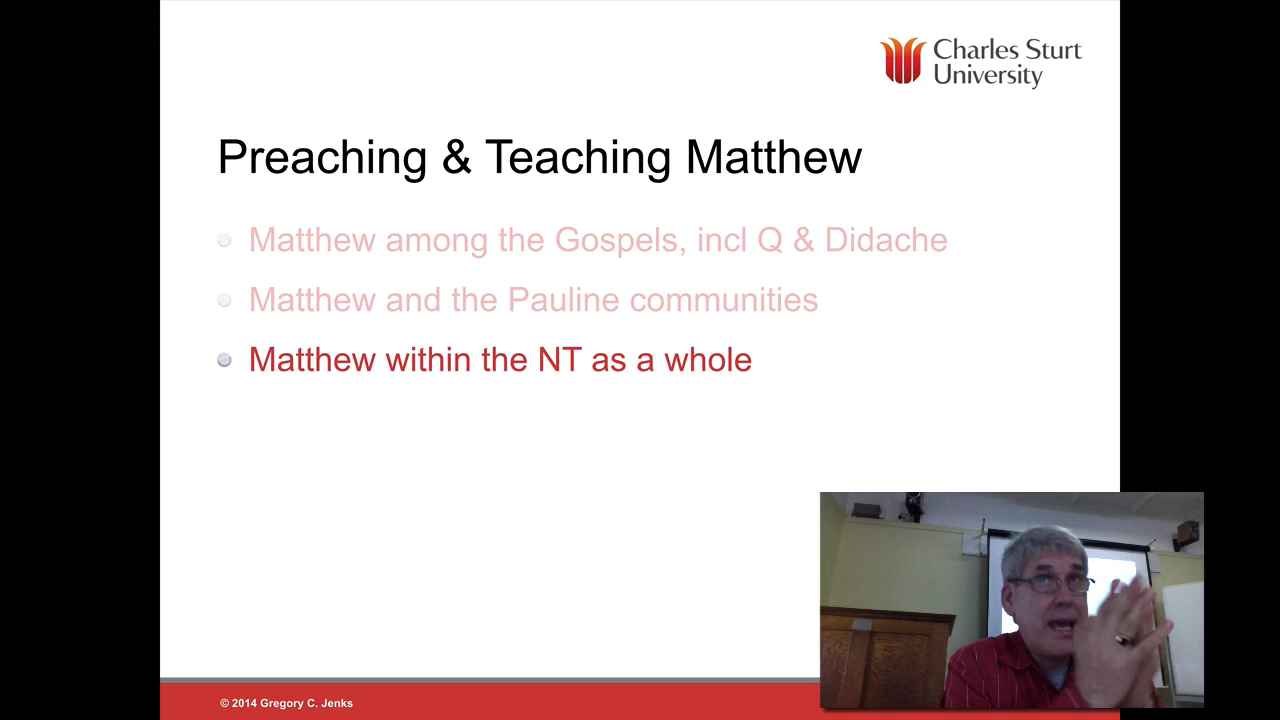 Charles Sturt
University
Preaching & Teaching Matthew
Matthew among the Gospels, incl Q & Didache
Matthew and the Pauline communities
Matthew within the NT as a whole
© 2014 Gregory C. Jenks